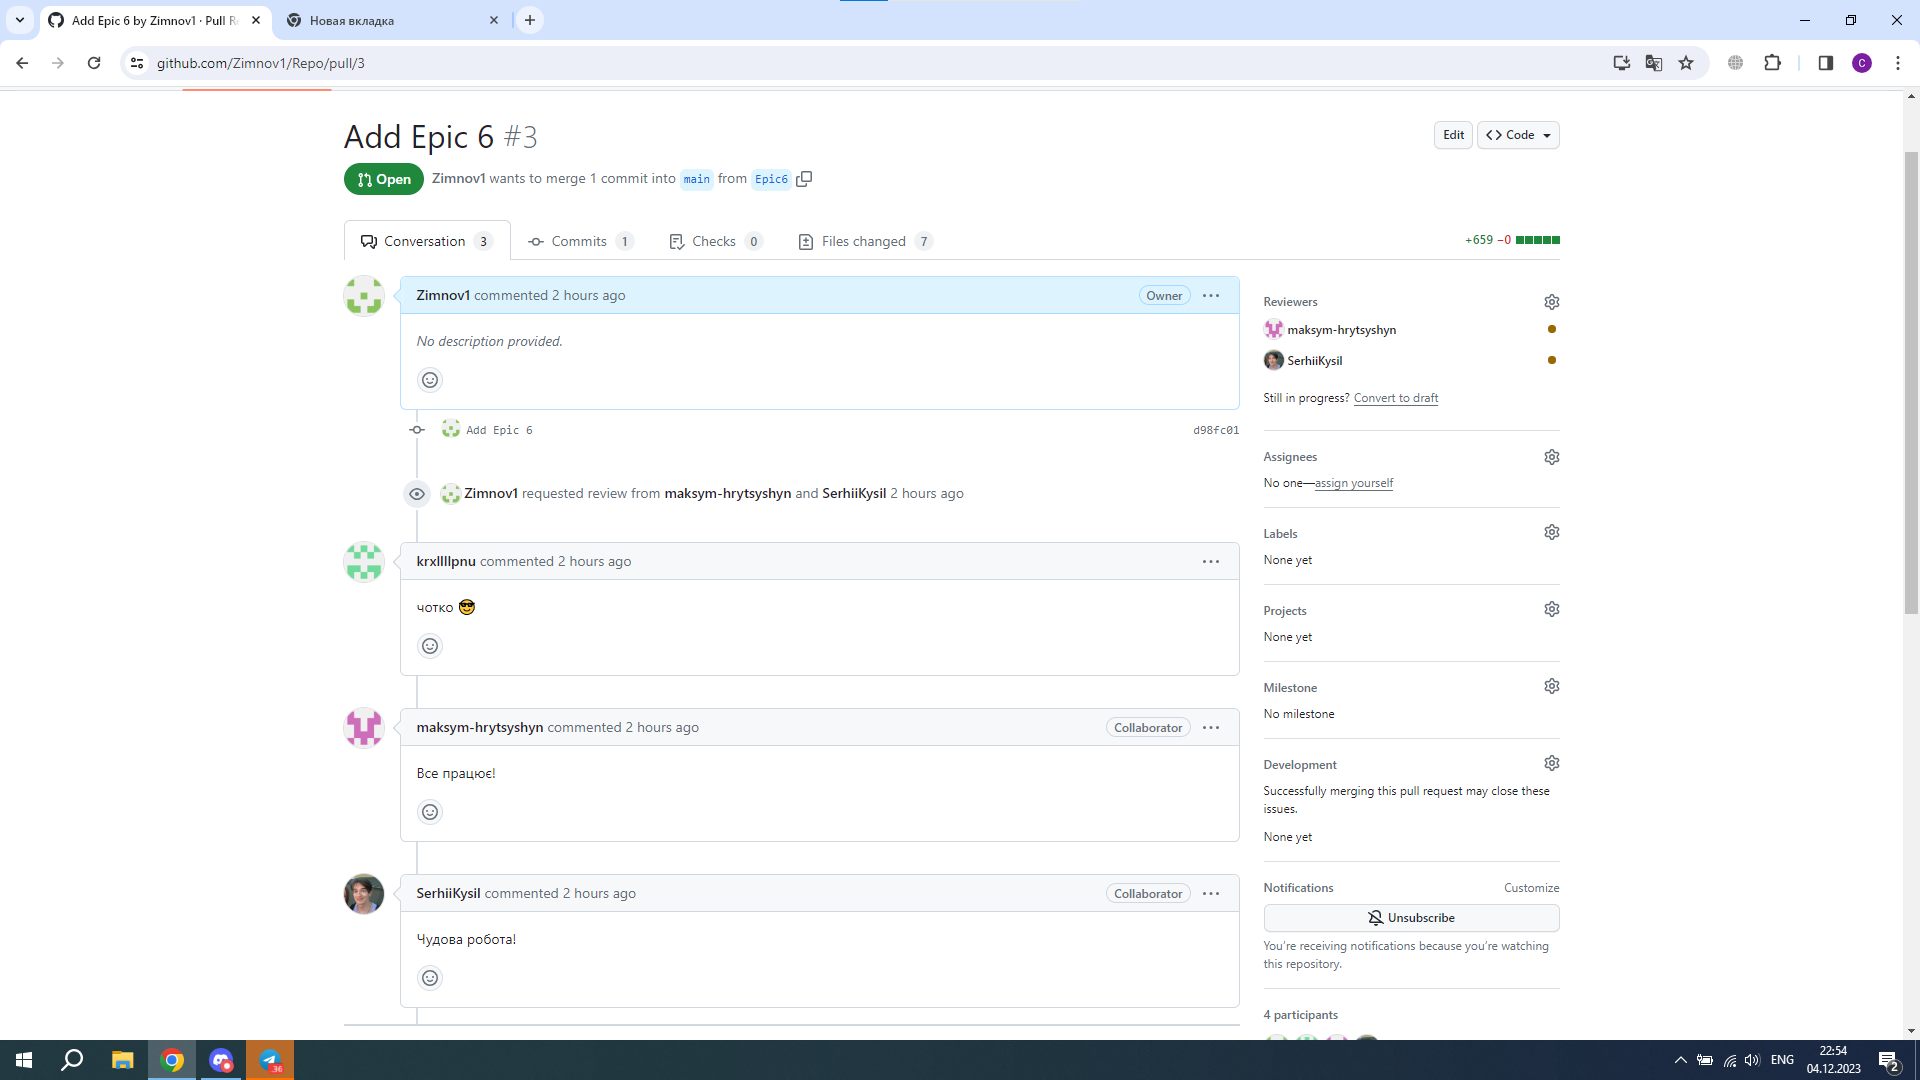 Add Epic 6 by Zimnov1 · Pull R
Новая вкладка
github.com/Zimnov1/Repo/pull/3
C
Add Epic 6 #3
Edit
Code
Open
Zimnov1 wants to merge 1 commit into main from Epic6
Conversation 3
Commits 1
Checks 0
Files changed 7
+659 −0
Zimnov1 commented 2 hours ago
Owner
No description provided.
Add Epic 6
d98fc01
Zimnov1 requested review from maksym-hrytsyshyn and SerhiiKysil 2 hours ago
krxllllpnu commented 2 hours ago
чотко 😎
maksym-hrytsyshyn commented 2 hours ago
Collaborator
Все працює!
SerhiiKysil commented 2 hours ago
Collaborator
Чудова робота!
Reviewers
maksym-hrytsyshyn
SerhiiKysil
Still in progress? Convert to draft
Assignees
No one—assign yourself
Labels
None yet
Projects
None yet
Milestone
No milestone
Development
Successfully merging this pull request may close these
issues.
None yet
Notifications
Customize
Unsubscribe
You're receiving notifications because you're watching
this repository.
4 participants
36
ENG
22:54
04.12.2023
2